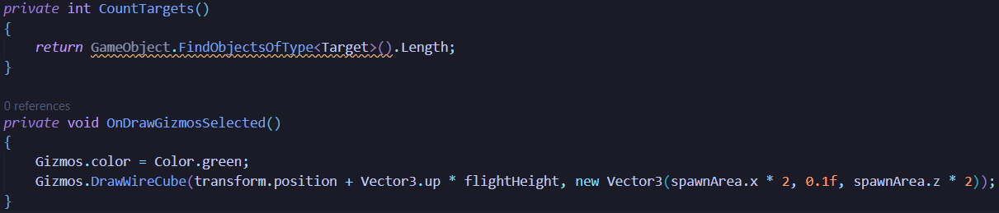 private int CountTargets()
{
    return GameObject.FindObjectsOfType<Target>().Length;
}
0 references
private void OnDrawGizmosSelected()
{
    Gizmos.color = Color.green;
    Gizmos.DrawWireCube(transform.position + Vector3.up * flightHeight, new Vector3(spawnArea.x * 2, 0.1f, spawnArea.z * 2));
}